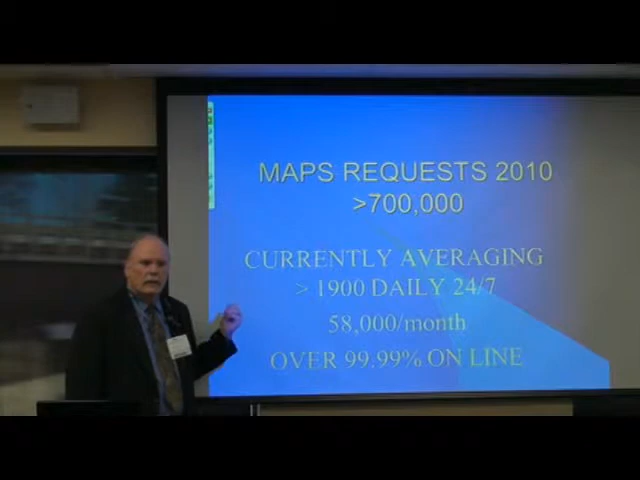 MAPS REQUESTS 2010
>700,000
CURRENTLY AVERAGING
> 1900 DAILY 24/7
58,000/month
OVER 99.99% ON LINE